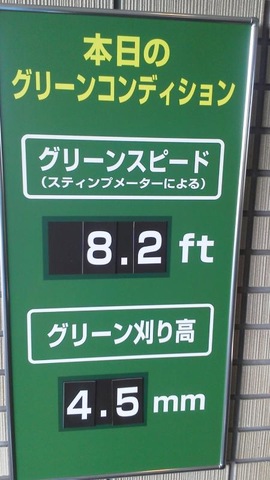 本日の
グリーンコンディション
グリーンスピード
(スティンプメーターによる)
8.2 ft
グリーン刈り高
4.5 mm